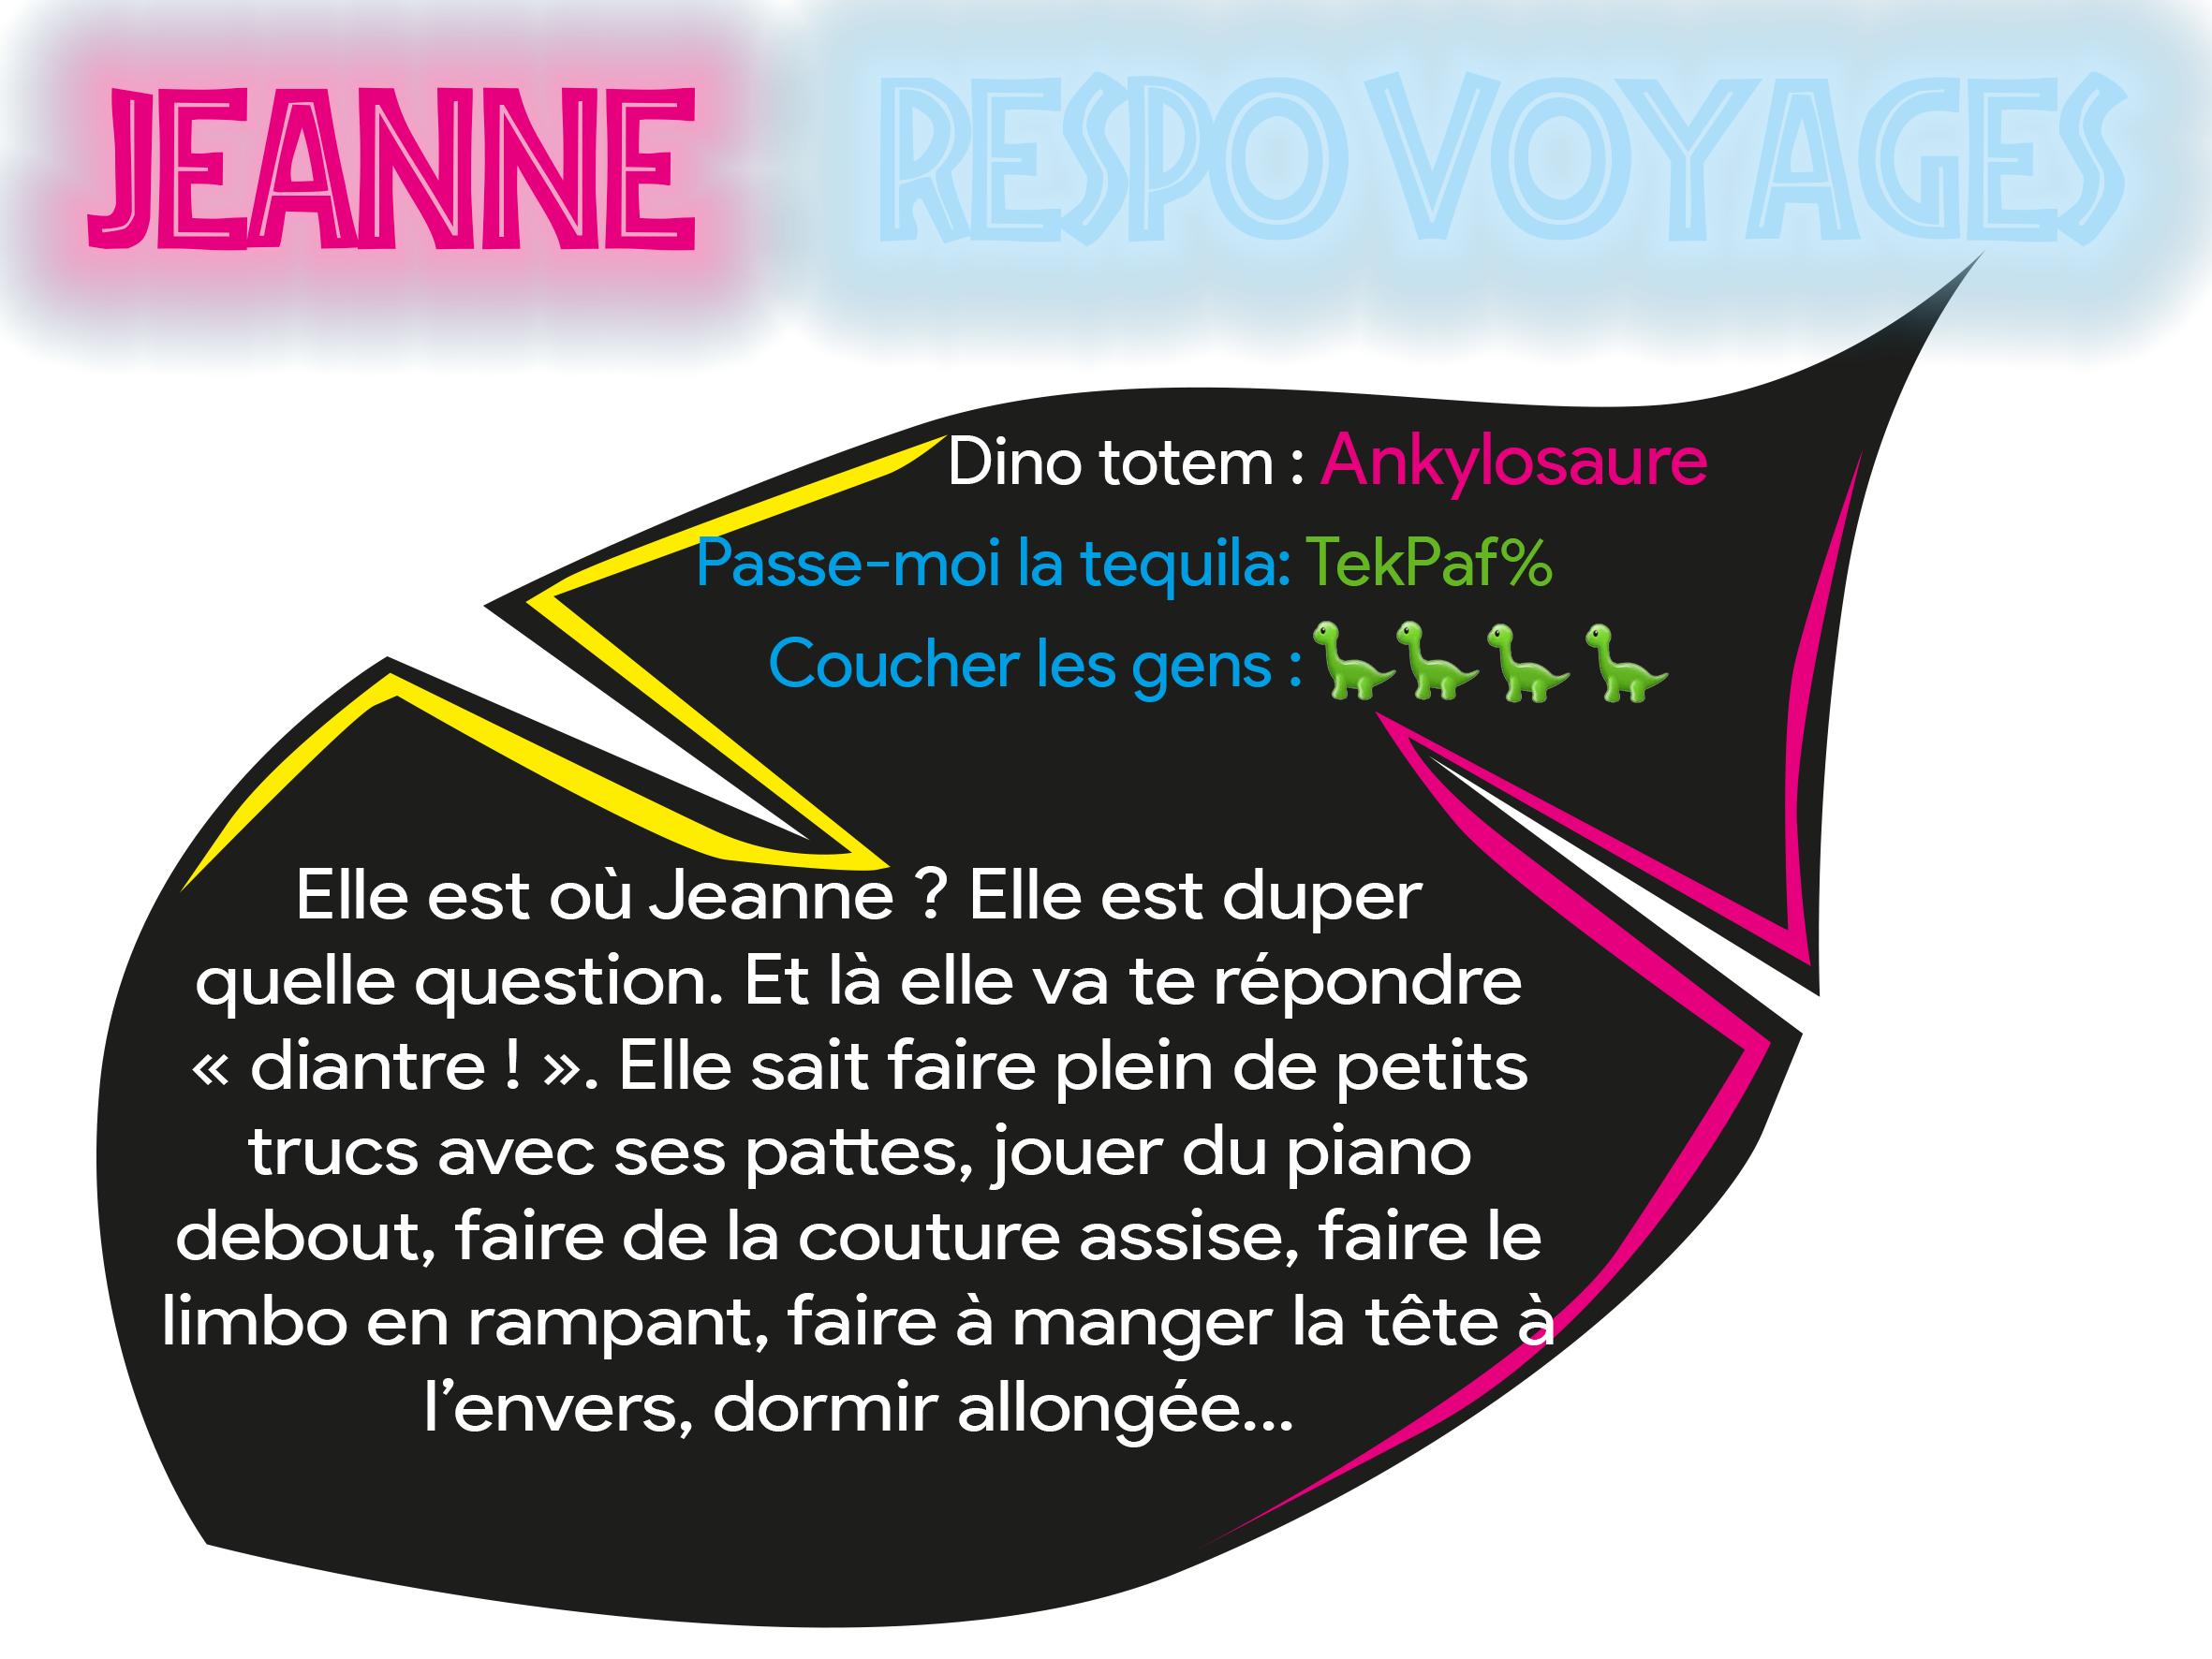 JEANNE RESPO VOYAGES
Dino totem : Ankylosaure
Passe-moi la tequila: TekPaf%
Coucher les gens : 🦕🦕🦕🦕
Elle est où Jeanne ? Elle est duper
quelle question. Et là elle va te répondre
« diantre ! ». Elle sait faire plein de petits
trucs avec ses pattes, jouer du piano
debout, faire de la couture assise, faire le
limbo en rampant, faire à manger la tête à
l’envers, dormir allongée...